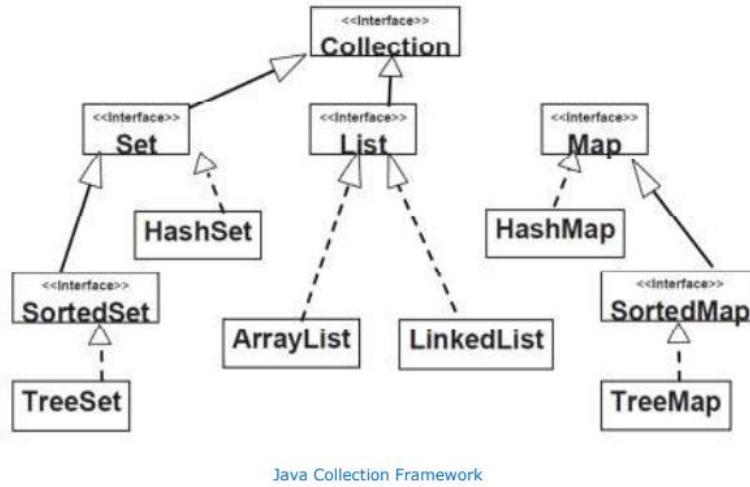 <<Interface>>
Collection
<<Interface>>
Set
<<Interface>>
List
<<Interface>>
Map
HashSet
HashMap
<<Interface>>
SortedSet
<<Interface>>
SortedMap
ArrayList
LinkedList
TreeSet
TreeMap
Java Collection Framework